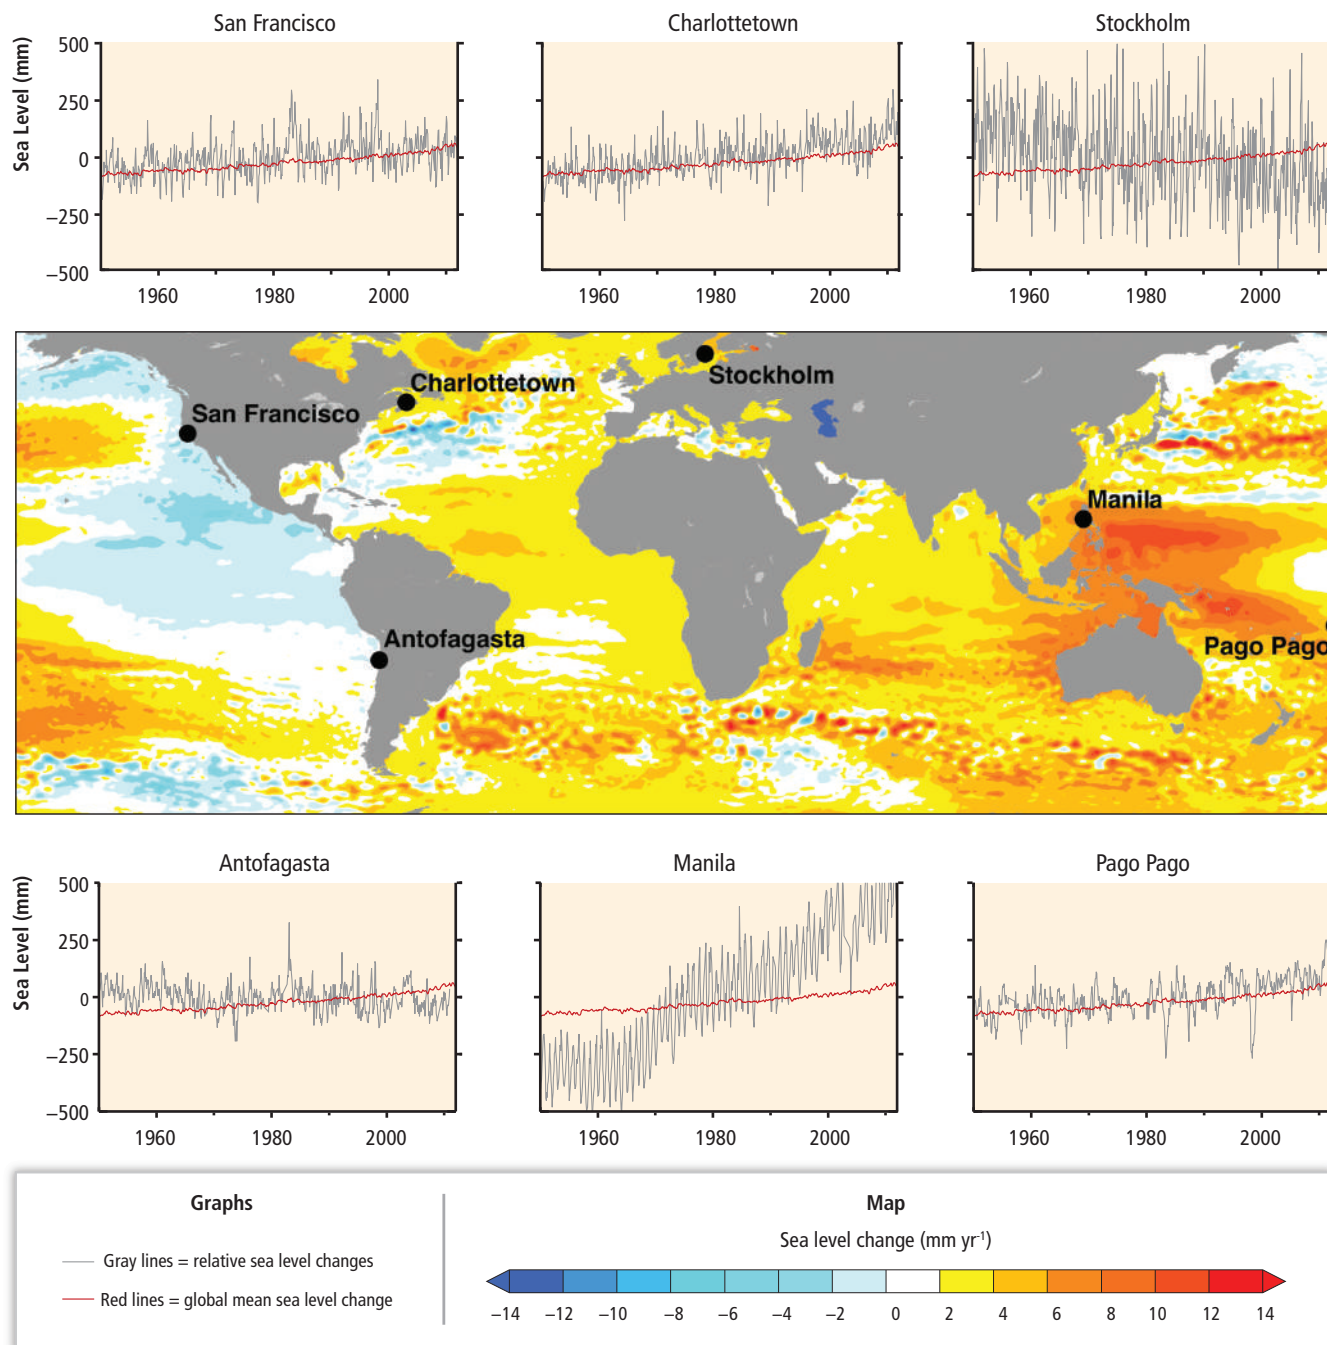 San Francisco
Charlottetown
Stockholm
Sea Level (mm)
500
250
0
−250
−500
1960 1980 2000
1960 1980 2000
1960 1980 2000
Stockholm
Charlottetown
San Francisco
Manila
Antofagasta
Pago Pago
Antofagasta
Manila
Pago Pago
Sea Level (mm)
500
250
0
−250
−500
1960 1980 2000
1960 1980 2000
1960 1980 2000
Graphs
Gray lines = relative sea level changes
Red lines = global mean sea level change
Map
Sea level change (mm yr-1)
−14 −12 −10 −8 −6 −4 −2 0 2 4 6 8 10 12 14